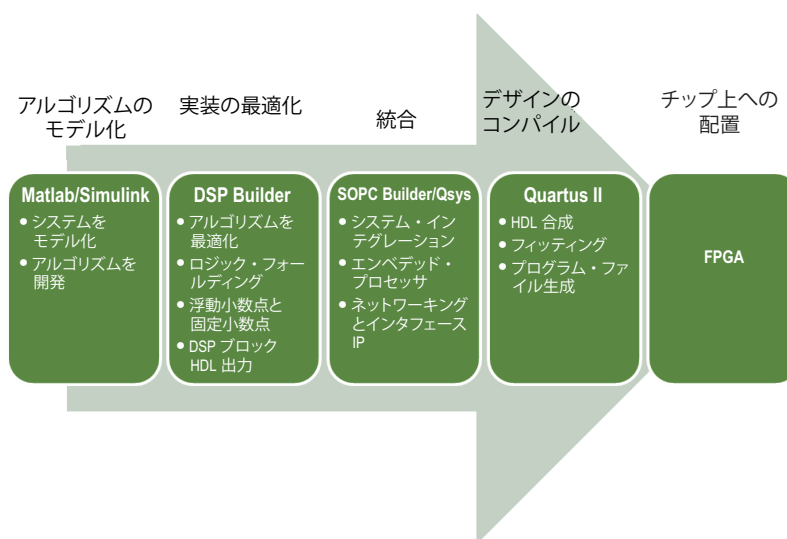 アルゴリズムの
モデル化
実装の最適化
統合
デザインの
コンパイル
チップ上への
配置
Matlab/Simulink
• システムを
モデル化
• アルゴリズムを
開発
DSP Builder
• アルゴリズムを
最適化
• ロジック・フォー
ルディング
• 浮動小数点と
固定小数点
• DSP ブロック
HDL 出力
SOPC Builder/Qsys
• システム・イン
テグレーション
• エンベデッド・
プロセッサ
• ネットワーキング
とインタフェース
IP
Quartus II
• HDL 合成
• フィッティング
• プログラム・ファ
イル生成
FPGA